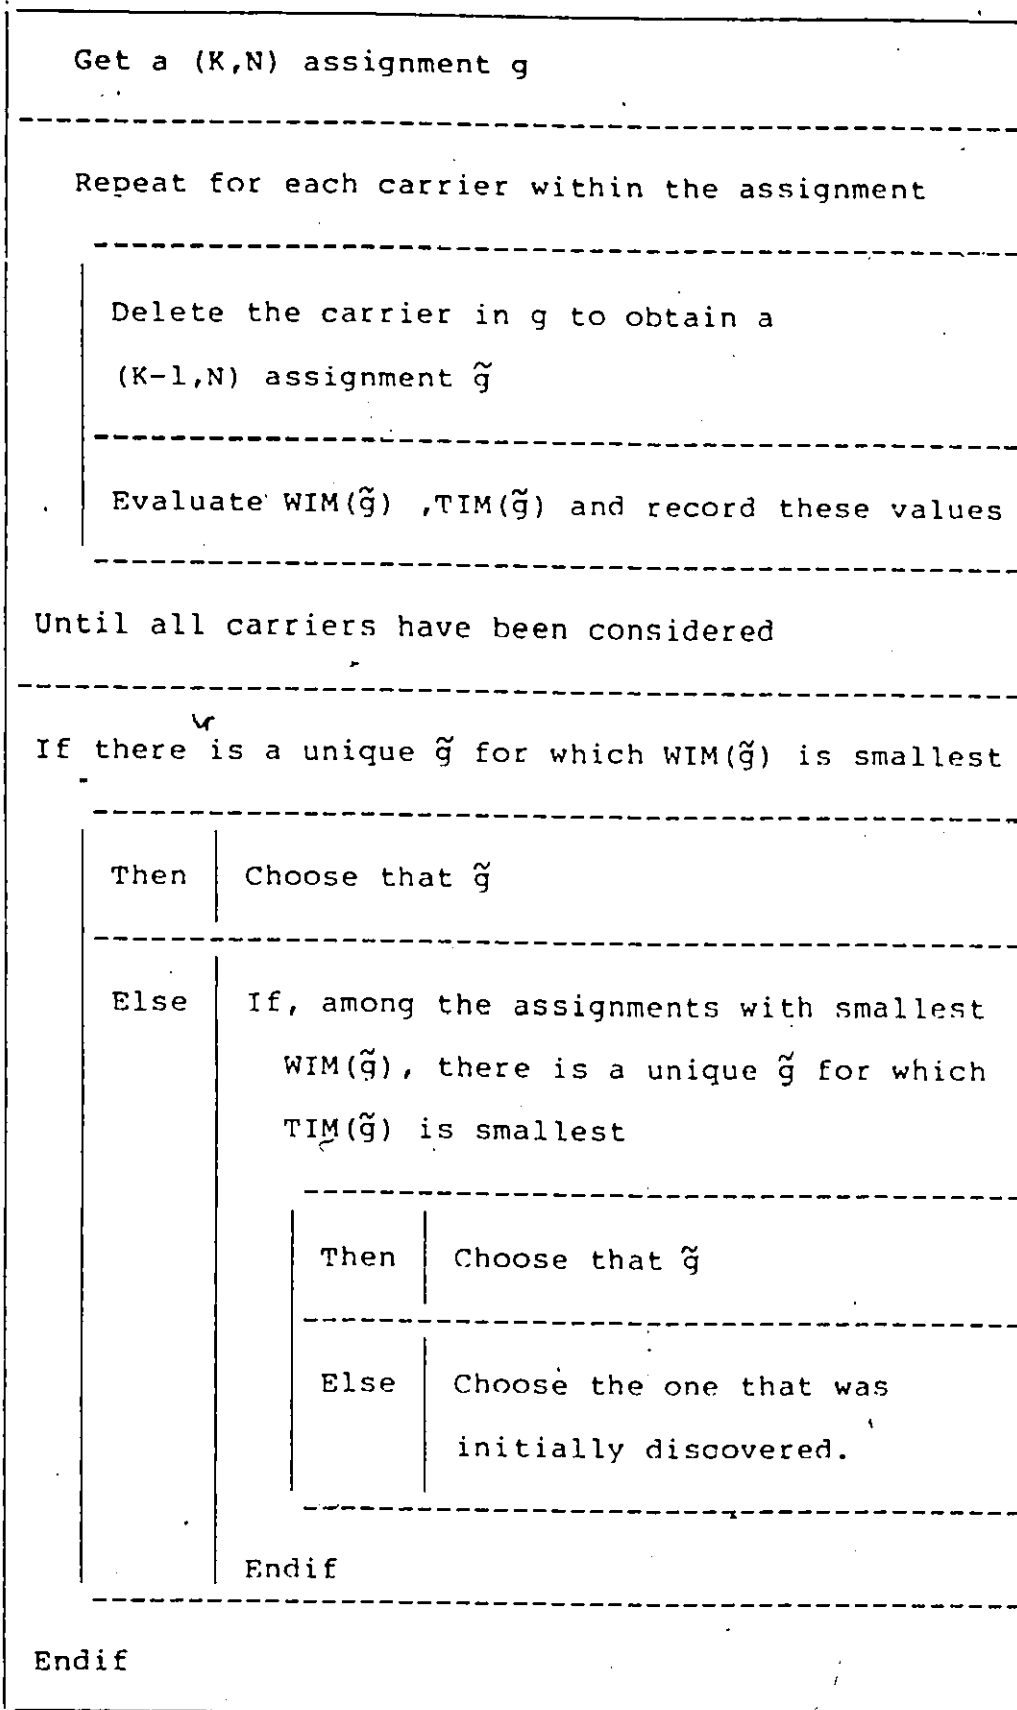 Get a (K,N) assignment g
Repeat for each carrier within the assignment
Delete the carrier in g to obtain a
(K-1,N) assignment g̃
Evaluate WIM(g̃) ,TIM(g̃) and record these values
Until all carriers have been considered
If there is a unique g̃ for which WIM(g̃) is smallest
Then Choose that g̃
Else If, among the assignments with smallest
WIM(g̃), there is a unique g̃ for which
TIM(g̃) is smallest
Then Choose that g̃
Else Choose the one that was
initially discovered.
Endif
Endif